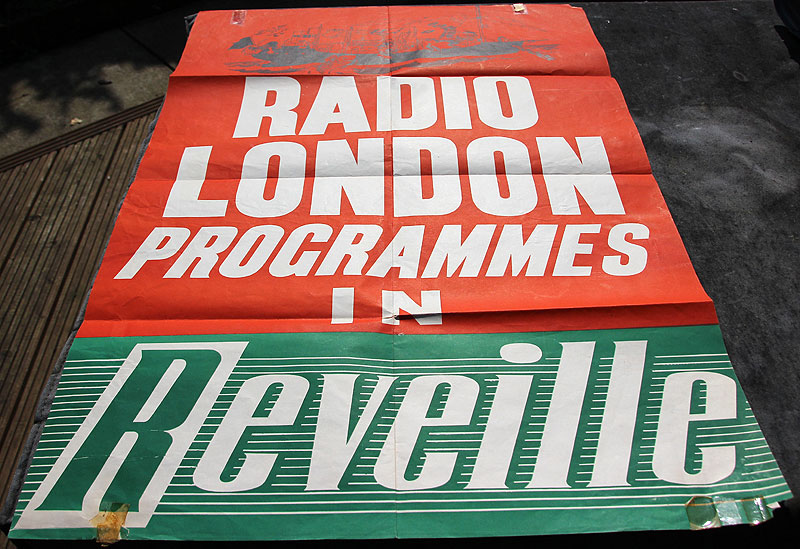 RADIO
LONDON
PROGRAMMES
IN
Reveille